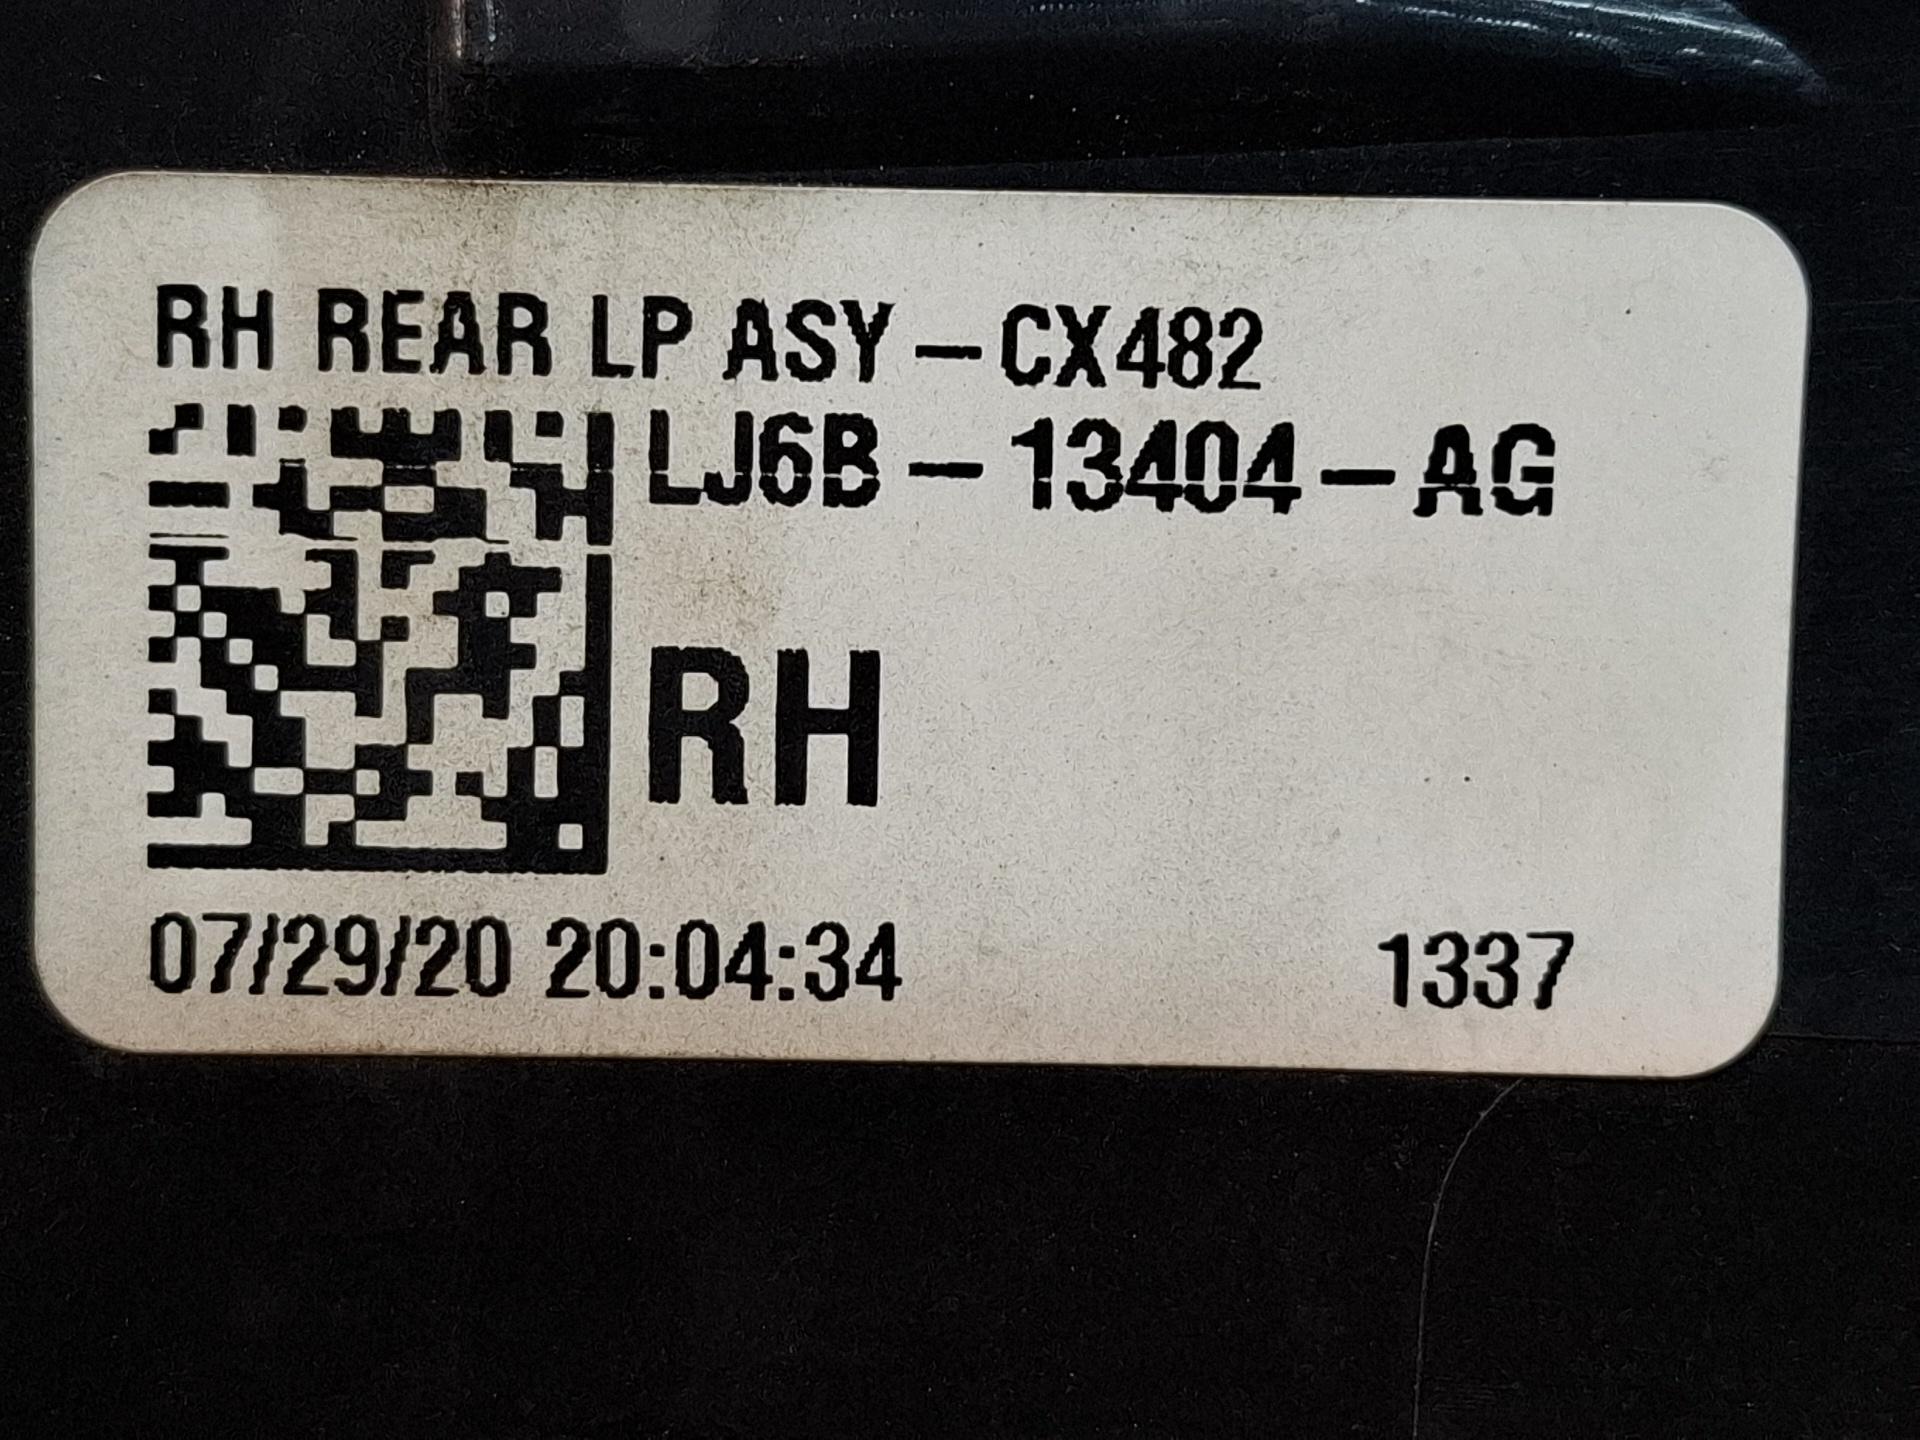 RH REAR LP ASY-CX482
LJ6B-13404-AG
RH
07/29/20 20:04:34 1337